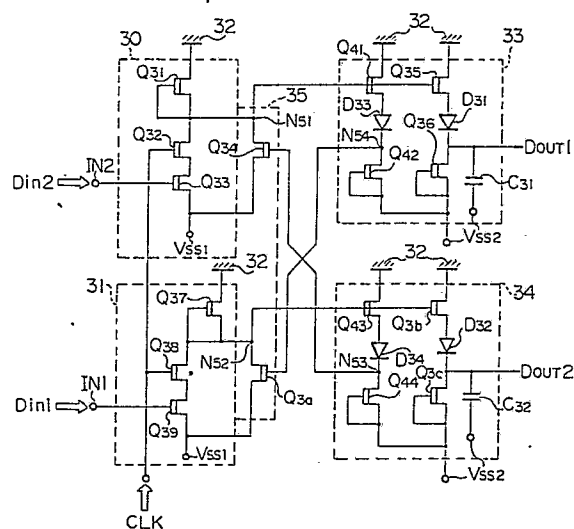 30
32
32
33
Q31
Q41
Q35
35
D33
D31
N51
Q32
Q34
N54
Q36
DOUT1
Q42
IN2
Din2
Q33
C31
VSS1
VSS2
32
32
31
34
Q37
Q43
Q3b
Q38
D32
N52
N53
D34
IN1
Q3a
DOUT2
Din1
Q44
Q3c
Q39
C32
VSS1
VSS2
CLK